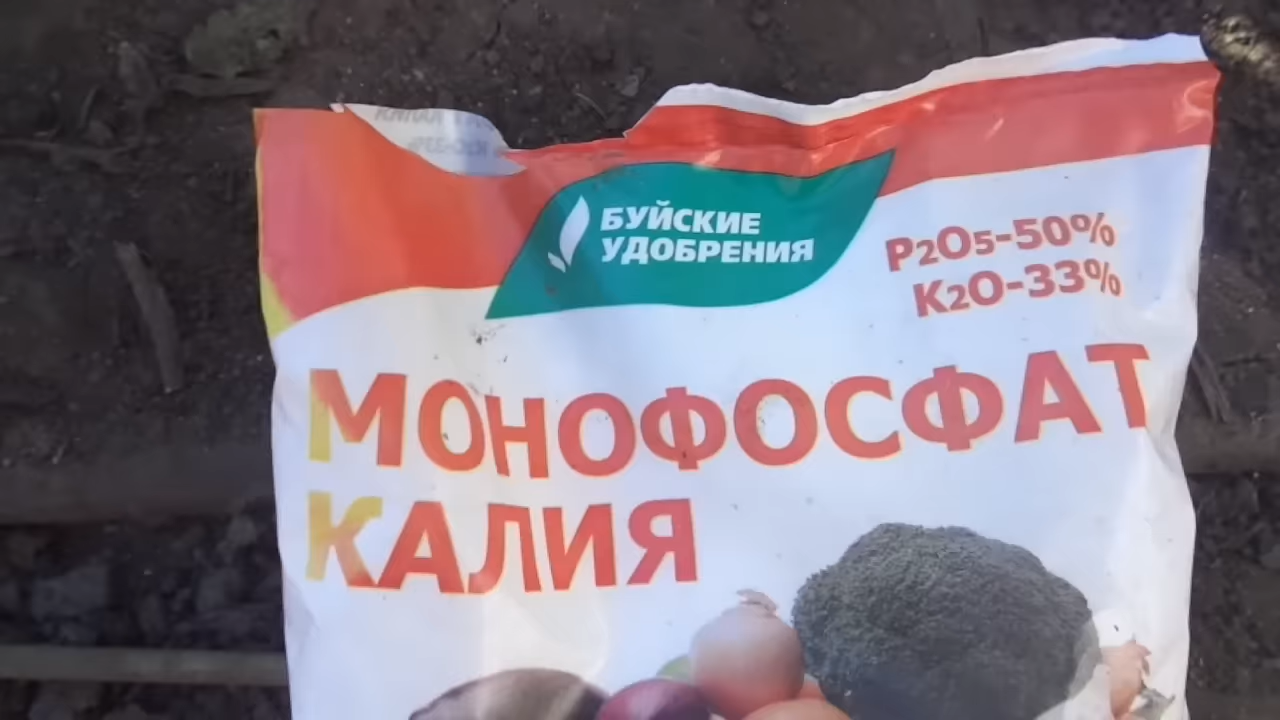 БУЙСКИЕ
УДОБРЕНИЯ
P2O5-50%
K2O-33%
МОНОФОСФАТ
КАЛИЯ